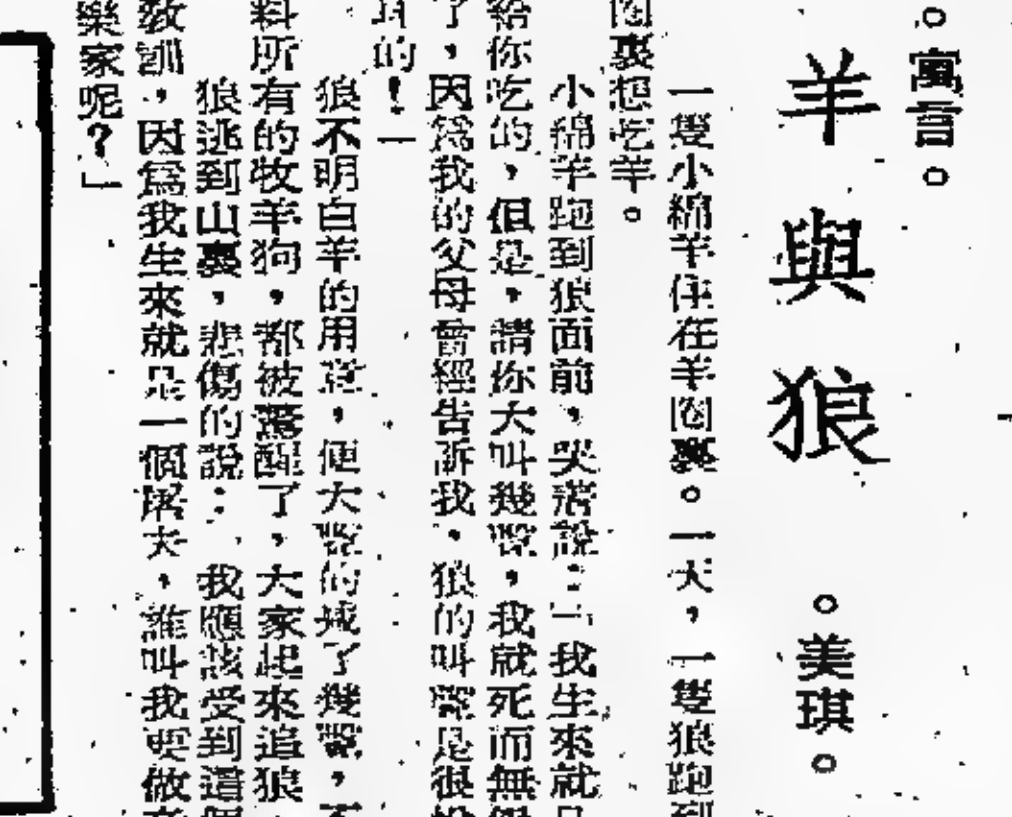 。寓言。
羊與狼
。美琪。
一隻小綿羊住在羊圈裏。一天，一隻狼跑到
圈裏想吃羊。
小綿羊跑到狼面前，哭著說：「我生來就是
給你吃的，但是，請你大叫幾聲，我就死而無
了，因爲我的父母曾經告訴我，狼的叫聲是很
的！」
狼不明白羊的用意，便大聲的喊了幾聲，不
料所有的牧羊狗，都被驚醒了，大家起來追狼，
狼逃到山裏，悲傷的說：我應該受到這個
敎訓，因爲我生來就是一個屠夫，誰叫我要做
樂家呢？」